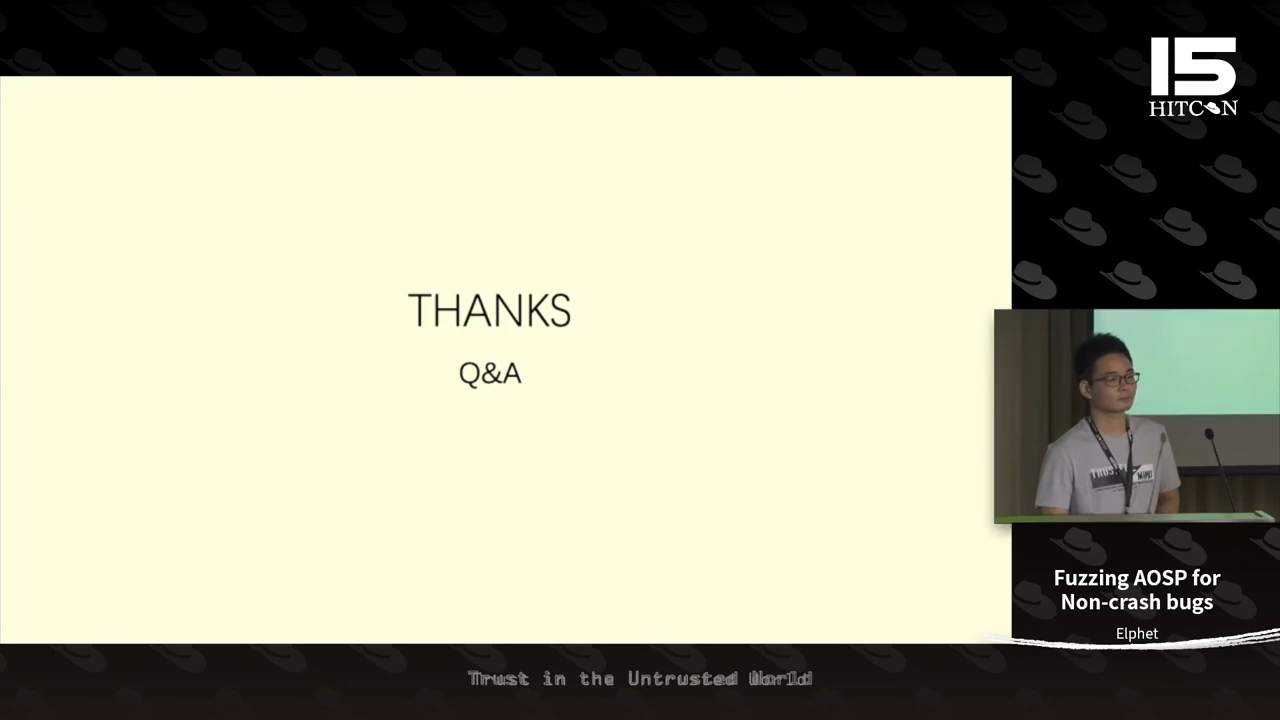 15
HITCON
THANKS
Q&A
Fuzzing AOSP for
Non-crash bugs
Elphet
Trust in the Untrusted World